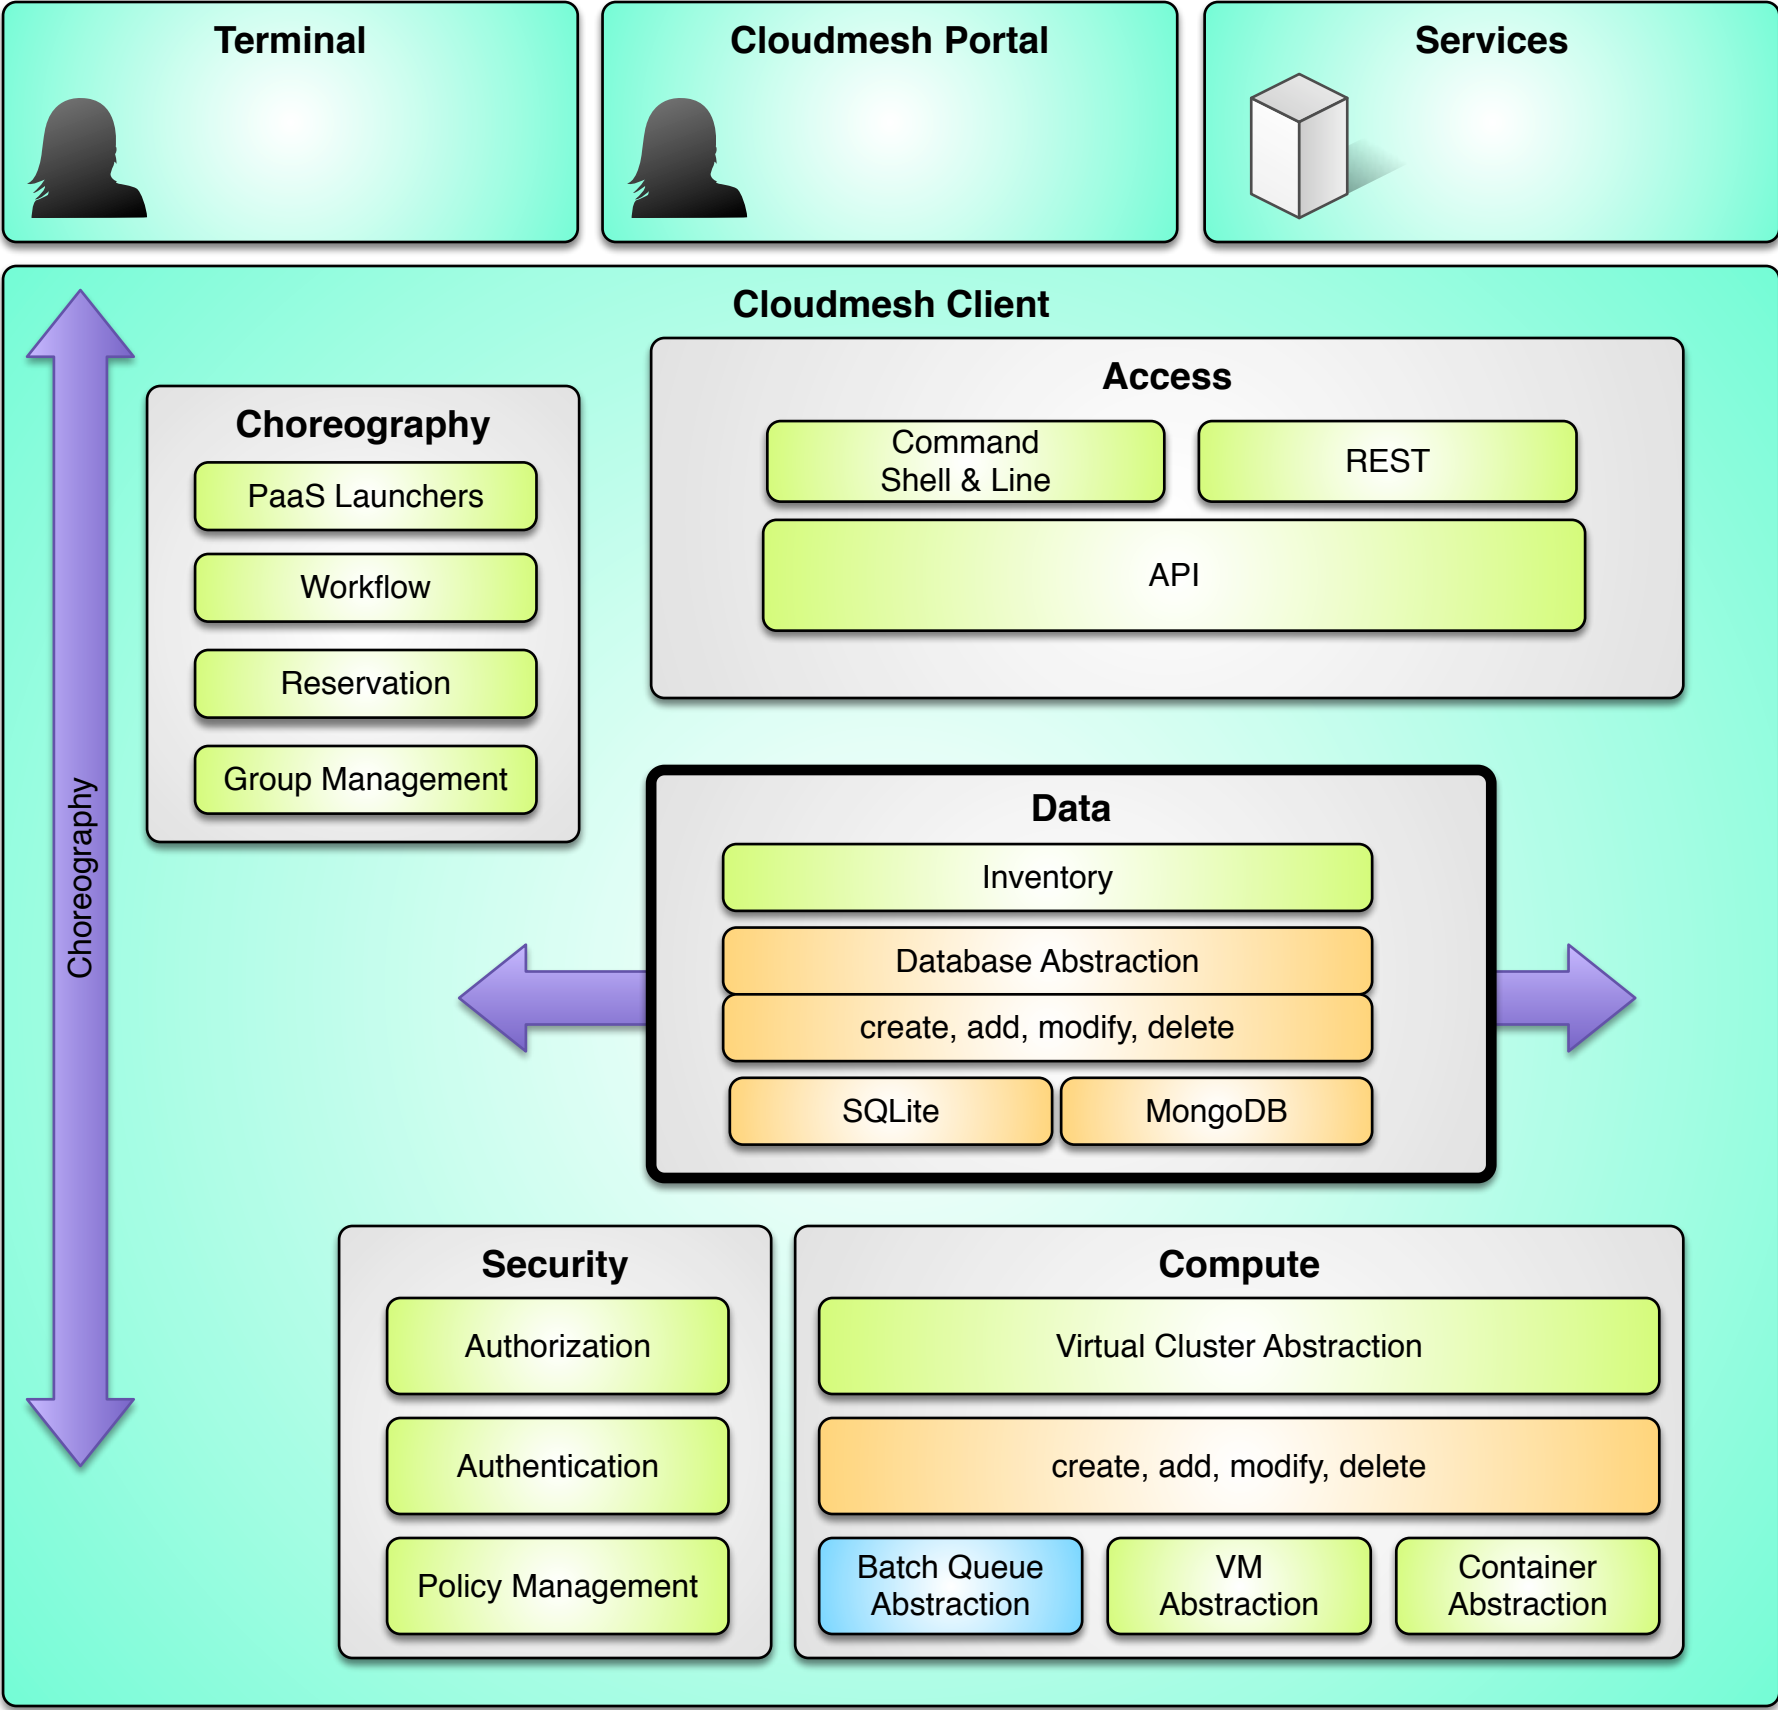 Terminal
Cloudmesh Portal
Services
Cloudmesh Client
Choreography
Choreography
PaaS Launchers
Workflow
Reservation
Group Management
Access
Command
Shell & Line
REST
API
Data
Inventory
Database Abstraction
create, add, modify, delete
SQLite
MongoDB
Security
Authorization
Authentication
Policy Management
Compute
Virtual Cluster Abstraction
create, add, modify, delete
Batch Queue
Abstraction
VM
Abstraction
Container
Abstraction